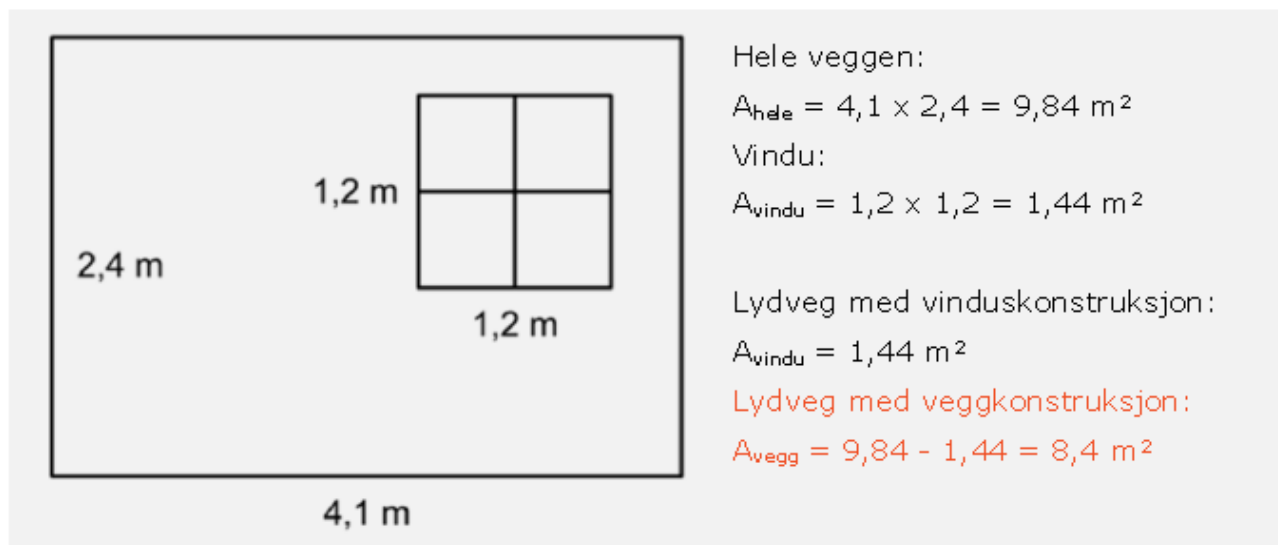 1,2 m
2,4 m
1,2 m
4,1 m
Hele veggen:
Ahele = 4,1 x 2,4 = 9,84 m²
Vindu:
Avindu = 1,2 x 1,2 = 1,44 m²
Lydveg med vinduskonstruksjon:
Avindu = 1,44 m²
Lydveg med veggkonstruksjon:
Avegg = 9,84 - 1,44 = 8,4 m²